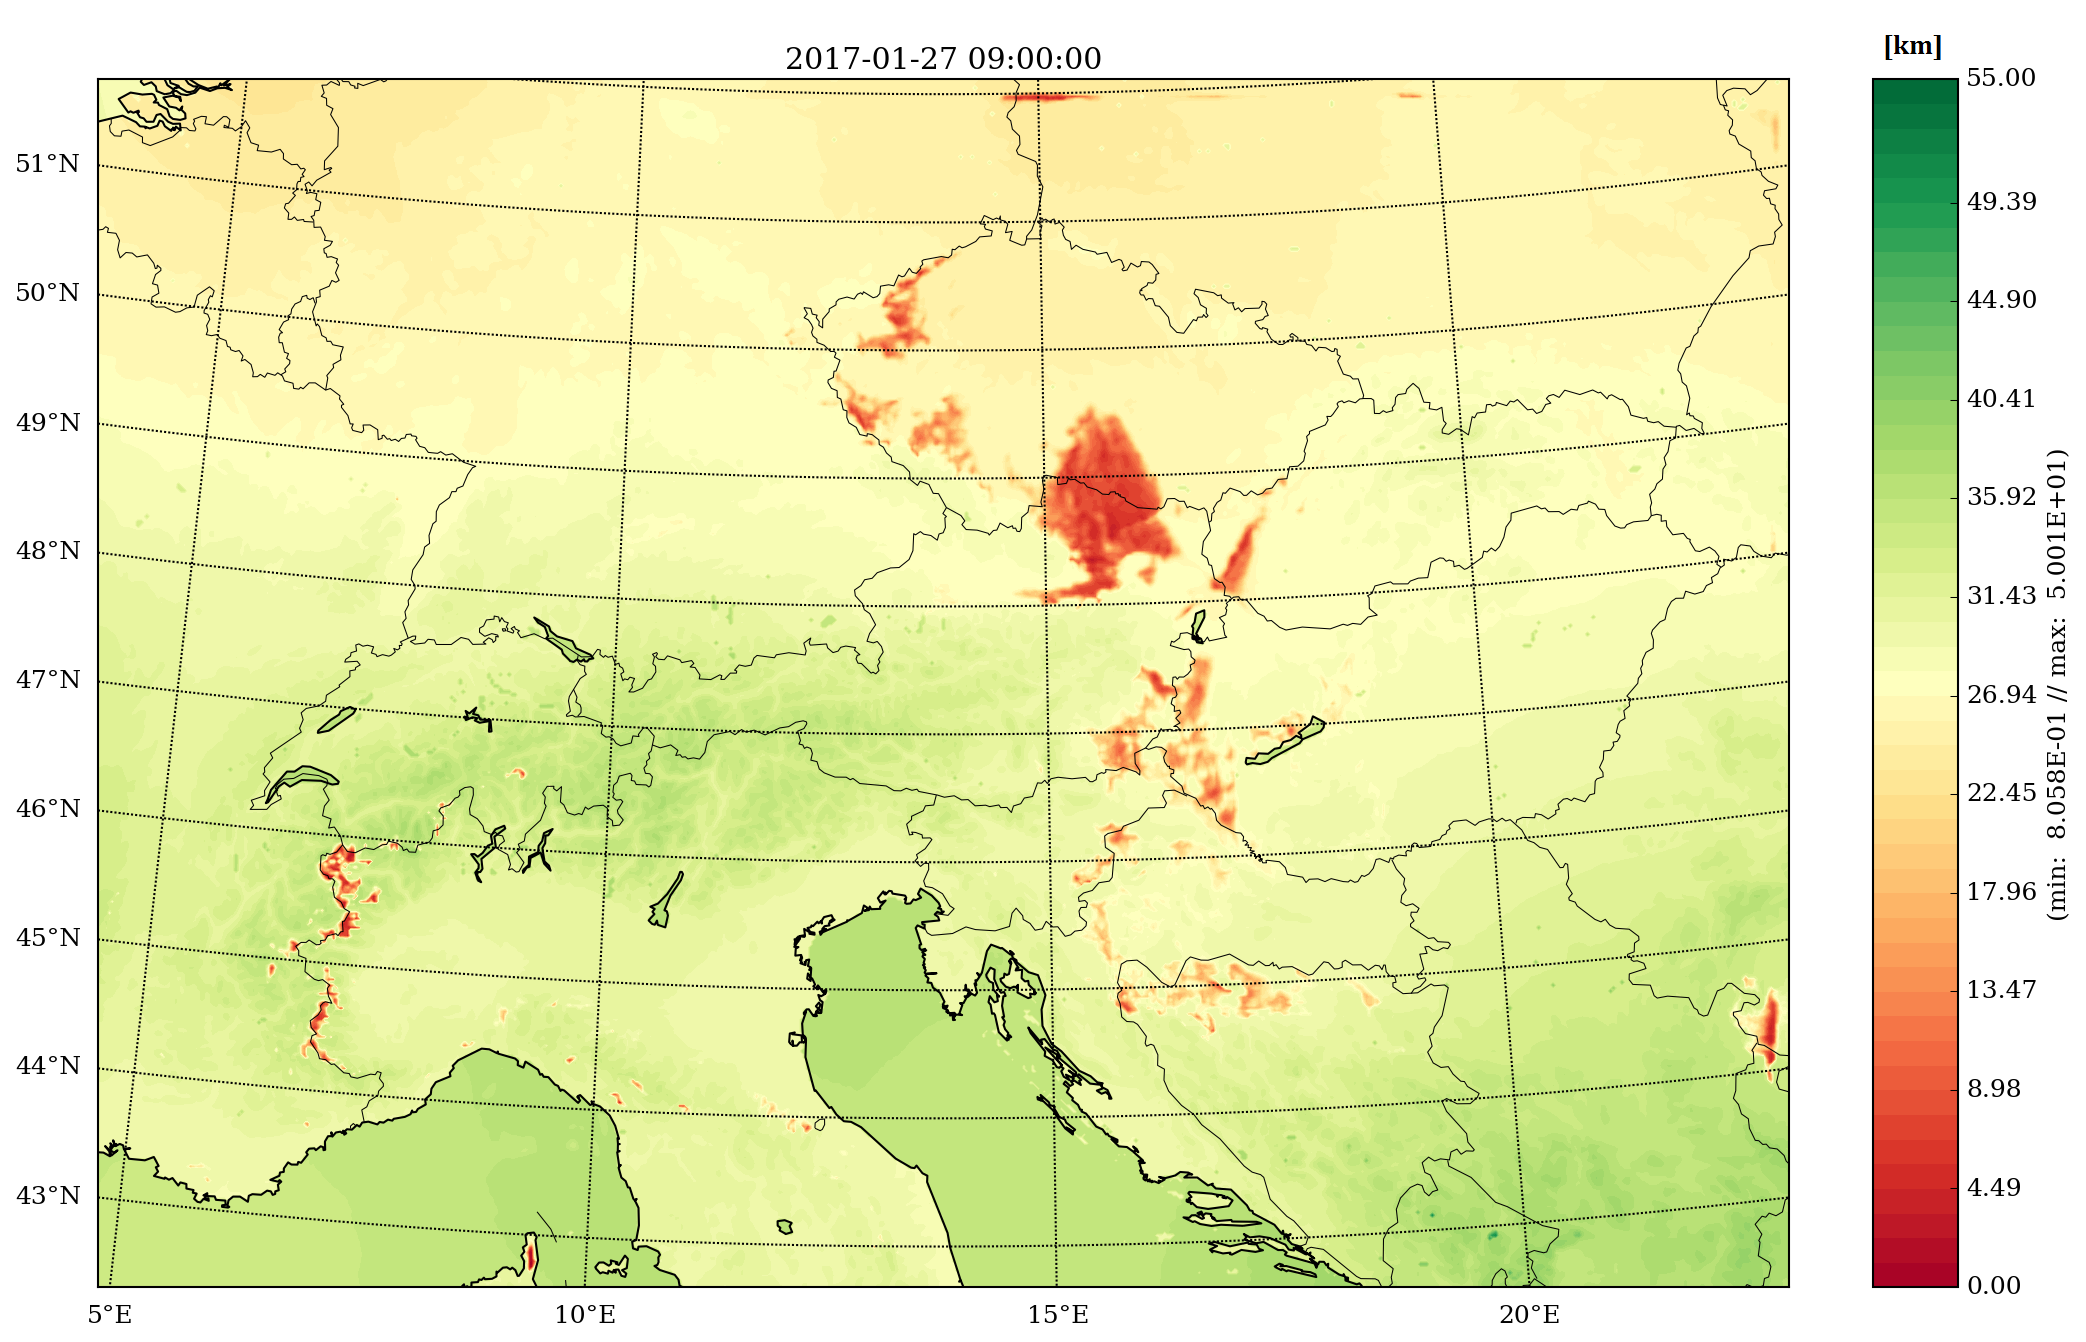 [km]
2017-01-27 09:00:00
55.00
49.39
44.90
40.41
35.92
31.43
26.94
22.45
17.96
13.47
8.98
4.49
0.00
(min: 8.058E-01 // max: 5.001E+01)
51°N
50°N
49°N
48°N
47°N
46°N
45°N
44°N
43°N
5°E
10°E
15°E
20°E